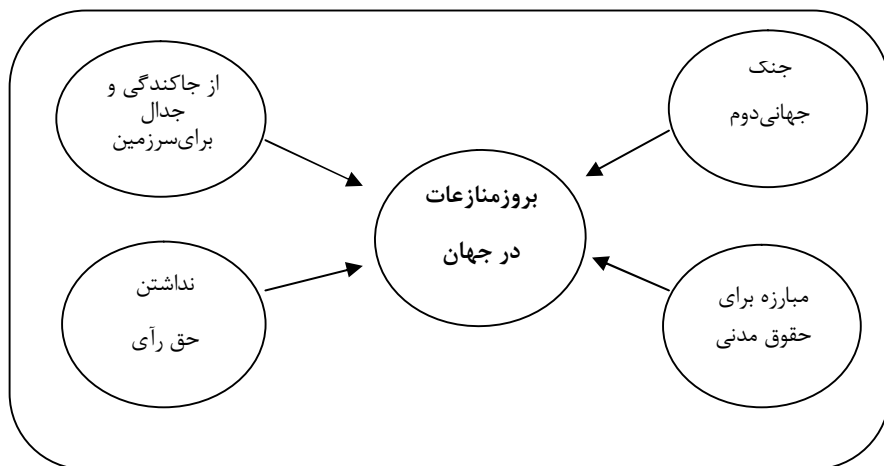 جنک
جهانی‌دوم
از جاکندگی و
جدال
برای‌سرزمین
بروزمنازعات
در جهان
نداشتن
حق رآی
مبارزه برای
حقوق مدنی